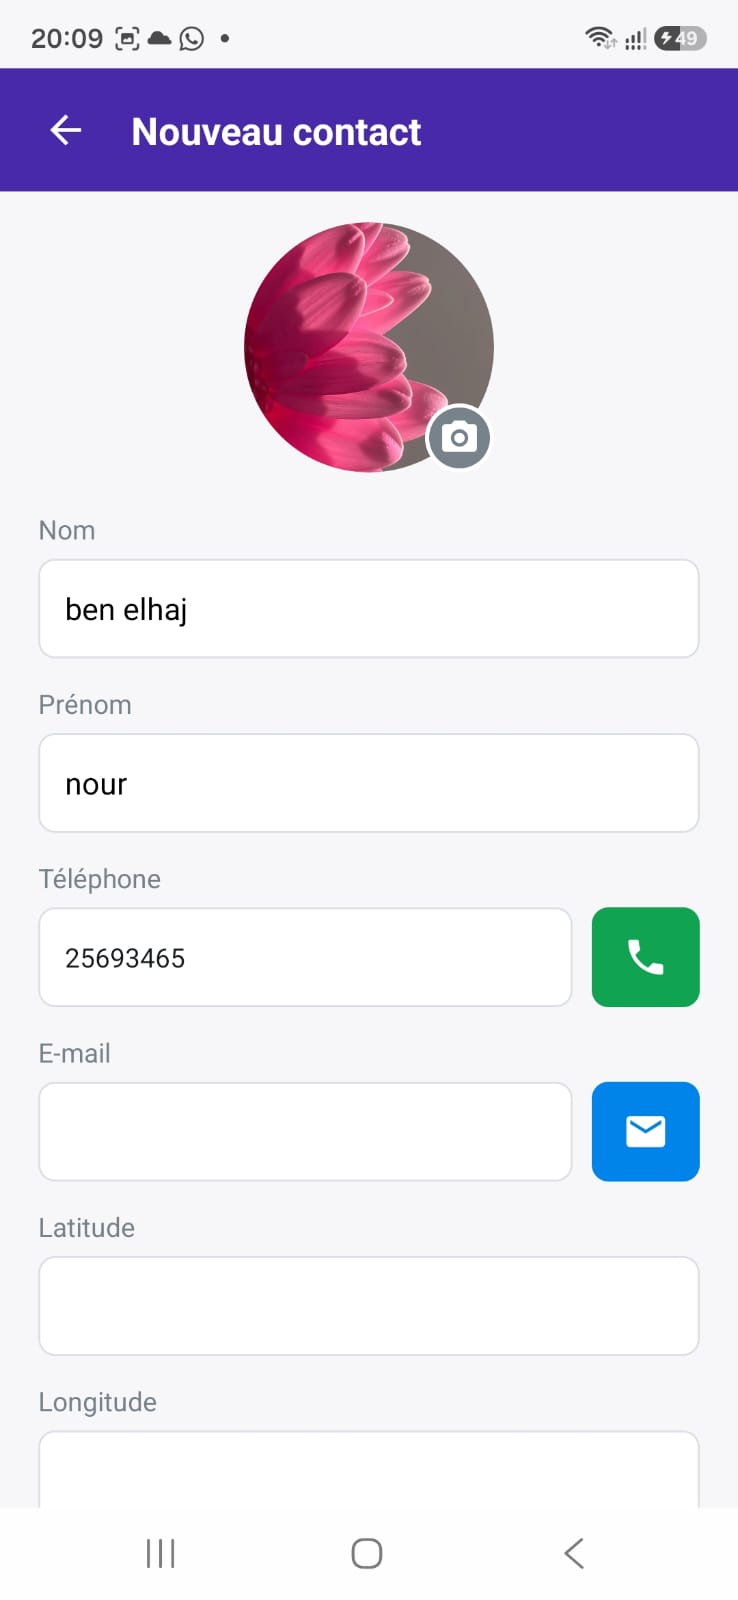 20:09
49
Nouveau contact
Nom
ben elhaj
Prénom
nour
Téléphone
25693465
E-mail
Latitude
Longitude